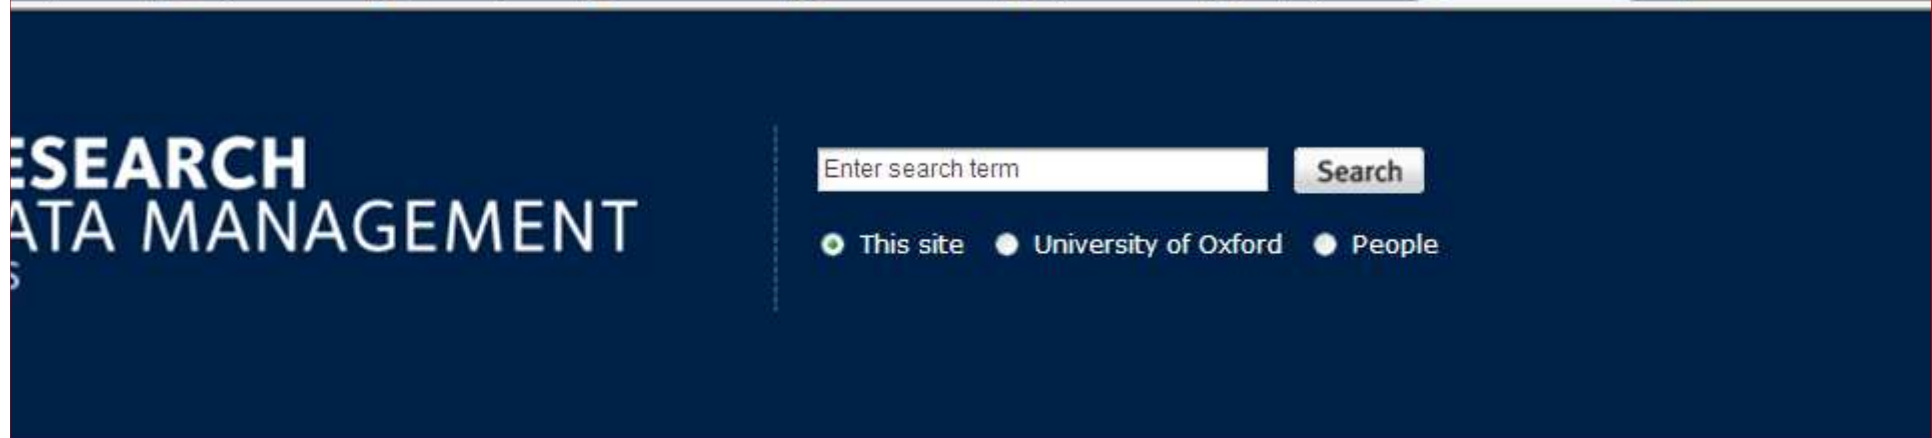 ESEARCH
ATA MANAGEMENT
s
Enter search term
Search
This site
University of Oxford
People